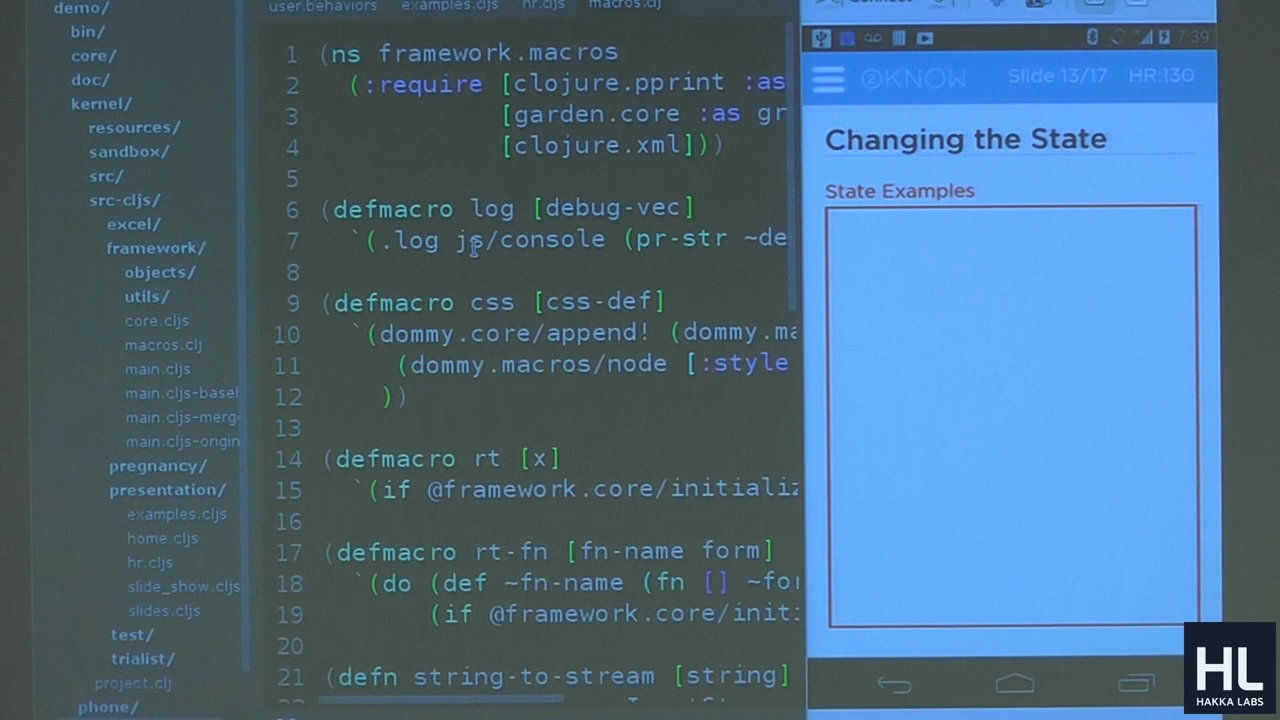 demo/
bin/
core/
doc/
kernel/
resources/
sandbox/
src/
src-cljs/
excel/
framework/
objects/
utils/
core.cljs
macros.clj
main.cljs
main.cljs-basel
main.cljs-merg
main.cljs-origin
pregnancy/
presentation/
examples.cljs
home.cljs
hr.cljs
slide_show.cljs
slides.cljs
test/
trialist/
project.clj
phone/
user.behaviors examples.cljs hr.cljs macros.clj
1 (ns framework.macros
2 (:require [clojure.pprint :as
3 [garden.core :as gr
4 [clojure.xml]))
5
6 (defmacro log [debug-vec]
7 `(.log js/console (pr-str ~de
8
9 (defmacro css [css-def]
10 `(dommy.core/append! (dommy.ma
11 (dommy.macros/node [:style
12 ))
13
14 (defmacro rt [x]
15 `(if @framework.core/initializ
16
17 (defmacro rt-fn [fn-name form]
18 `(do (def ~fn-name (fn [] ~for
19 (if @framework.core/initi
20
21 (defn string-to-stream [string]
7:39
②KNOW Slide 13/17 HR:130
Changing the State
State Examples
HL
HAKKA LABS